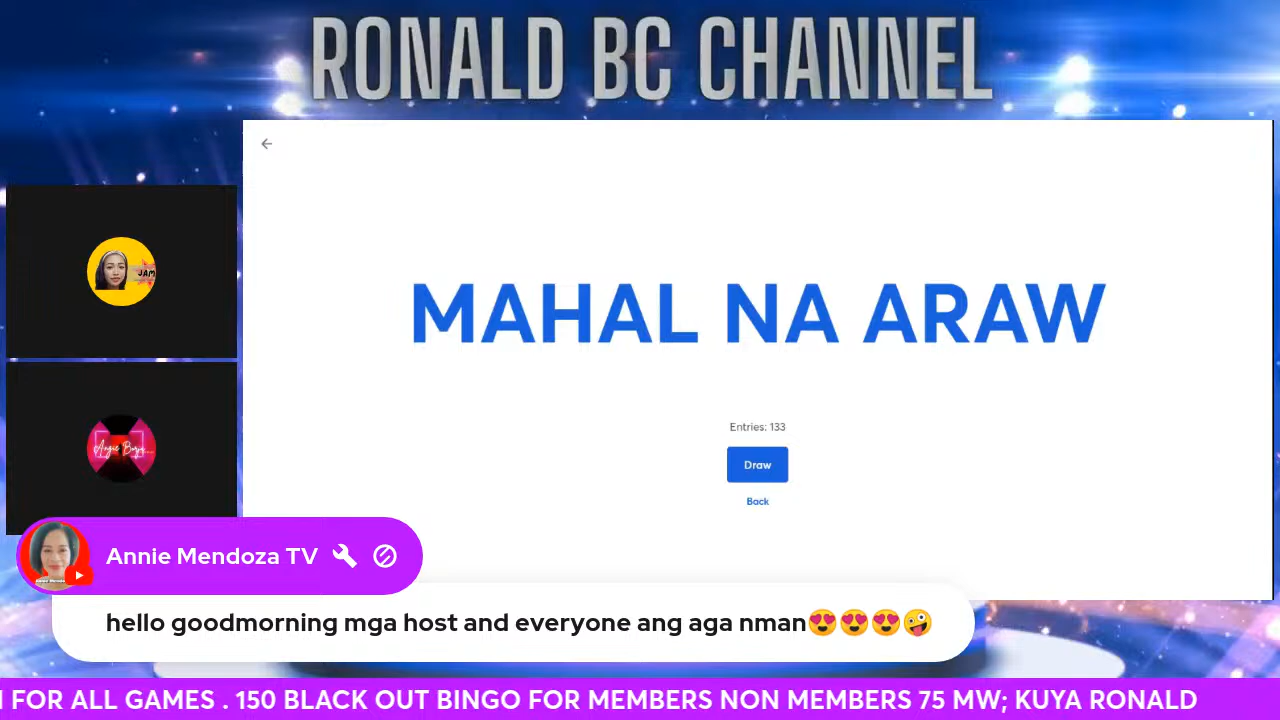 RONALD BC CHANNEL
MAHAL NA ARAW
Entries: 133
Draw
Back
JAM
Annie Mendoza TV
hello goodmorning mga host and everyone ang aga nman😍😍😍🤪
FOR ALL GAMES . 150 BLACK OUT BINGO FOR MEMBERS NON MEMBERS 75 MW; KUYA RONALD